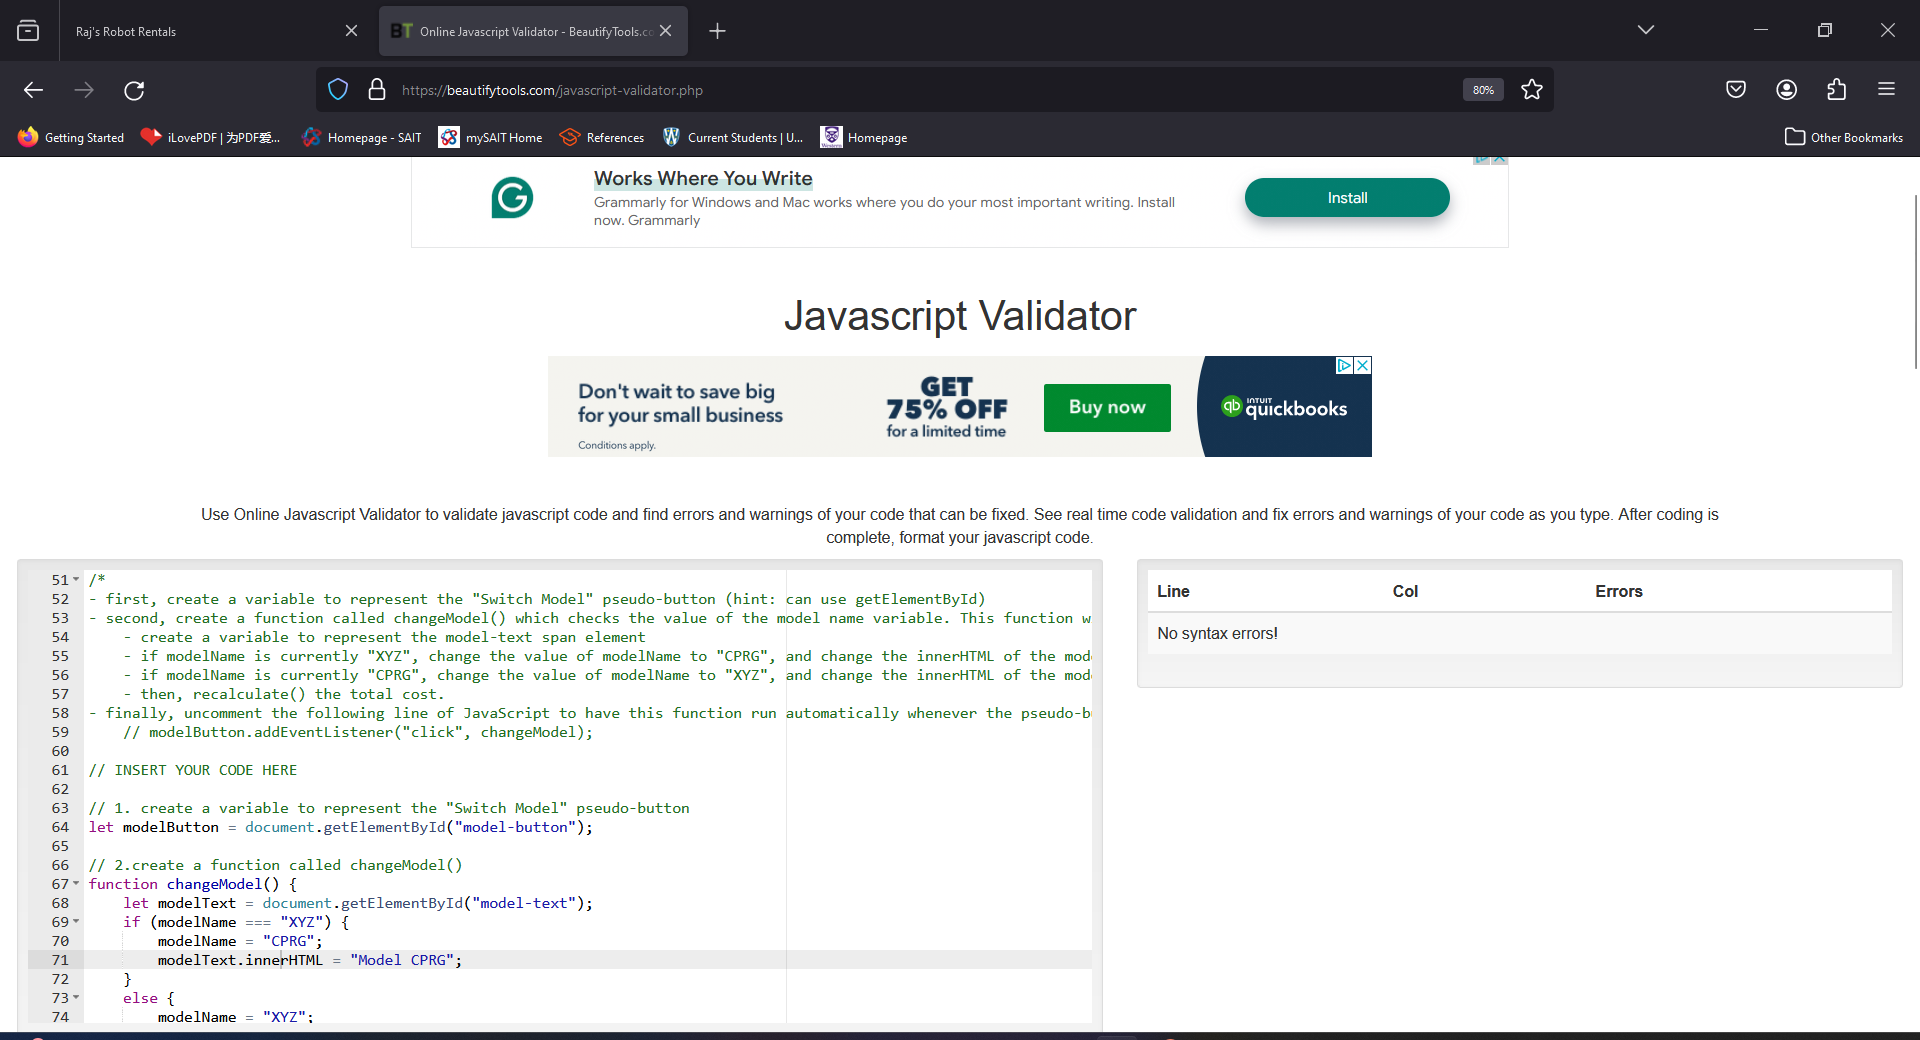 Raj's Robot Rentals
BT Online Javascript Validator - BeautifyTools.co
https://beautifytools.com/javascript-validator.php
80%
Getting Started
iLovePDF | 为PDF爱...
Homepage - SAIT
mySAIT Home
References
Current Students | U...
Homepage
Other Bookmarks
Works Where You Write
Grammarly for Windows and Mac works where you do your most important writing. Install
now. Grammarly
Install
Javascript Validator
Don't wait to save big
for your small business
Conditions apply.
GET
75% OFF
for a limited time
Buy now
qb INTUIT
quickbooks
Use Online Javascript Validator to validate javascript code and find errors and warnings of your code that can be fixed. See real time code validation and fix errors and warnings of your code as you type. After coding is
complete, format your javascript code.
51 /*
52 - first, create a variable to represent the "Switch Model" pseudo-button (hint: can use getElementById)
53 - second, create a function called changeModel() which checks the value of the model name variable. This function w
54     - create a variable to represent the model-text span element
55     - if modelName is currently "XYZ", change the value of modelName to "CPRG", and change the innerHTML of the mod
56     - if modelName is currently "CPRG", change the value of modelName to "XYZ", and change the innerHTML of the mod
57     - then, recalculate() the total cost.
58 - finally, uncomment the following line of JavaScript to have this function run automatically whenever the pseudo-b
59     // modelButton.addEventListener("click", changeModel);
60
61 // INSERT YOUR CODE HERE
62
63 // 1. create a variable to represent the "Switch Model" pseudo-button
64 let modelButton = document.getElementById("model-button");
65
66 // 2.create a function called changeModel()
67 function changeModel() {
68     let modelText = document.getElementById("model-text");
69     if (modelName === "XYZ") {
70         modelName = "CPRG";
71         modelText.innerHTML = "Model CPRG";
72     }
73     else {
74         modelName = "XYZ";
Line Col Errors
No syntax errors!